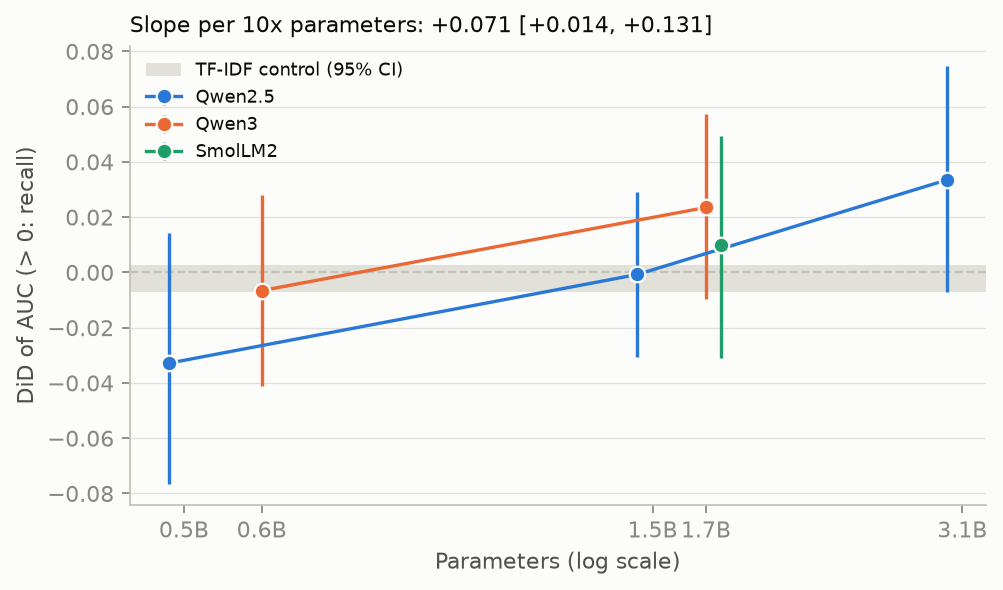 Slope per 10x parameters: +0.071 [+0.014, +0.131]
DiD of AUC (> 0: recall)
0.08
0.06
0.04
0.02
0.00
−0.02
−0.04
−0.06
−0.08
TF-IDF control (95% CI)
Qwen2.5
Qwen3
SmolLM2
0.5B 0.6B 1.5B 1.7B 3.1B
Parameters (log scale)